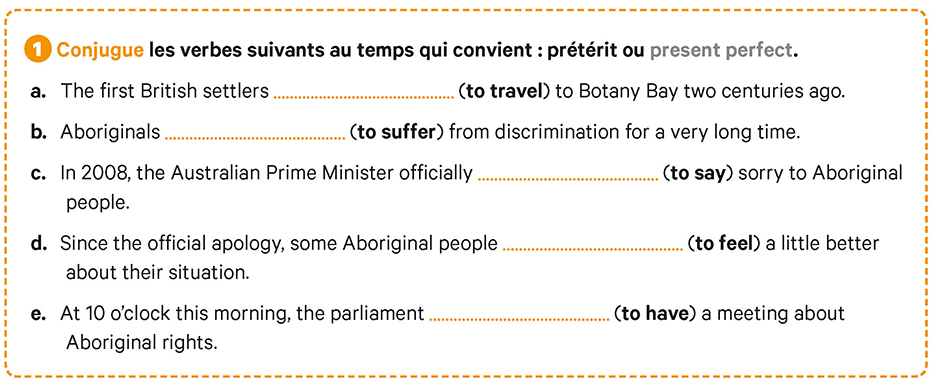 1 Conjugue les verbes suivants au temps qui convient : prétérit ou present perfect.
a. The first British settlers .......................................... (to travel) to Botany Bay two centuries ago.
b. Aboriginals .......................................... (to suffer) from discrimination for a very long time.
c. In 2008, the Australian Prime Minister officially .......................................... (to say) sorry to Aboriginal
people.
d. Since the official apology, some Aboriginal people .......................................... (to feel) a little better
about their situation.
e. At 10 o’clock this morning, the parliament .......................................... (to have) a meeting about
Aboriginal rights.